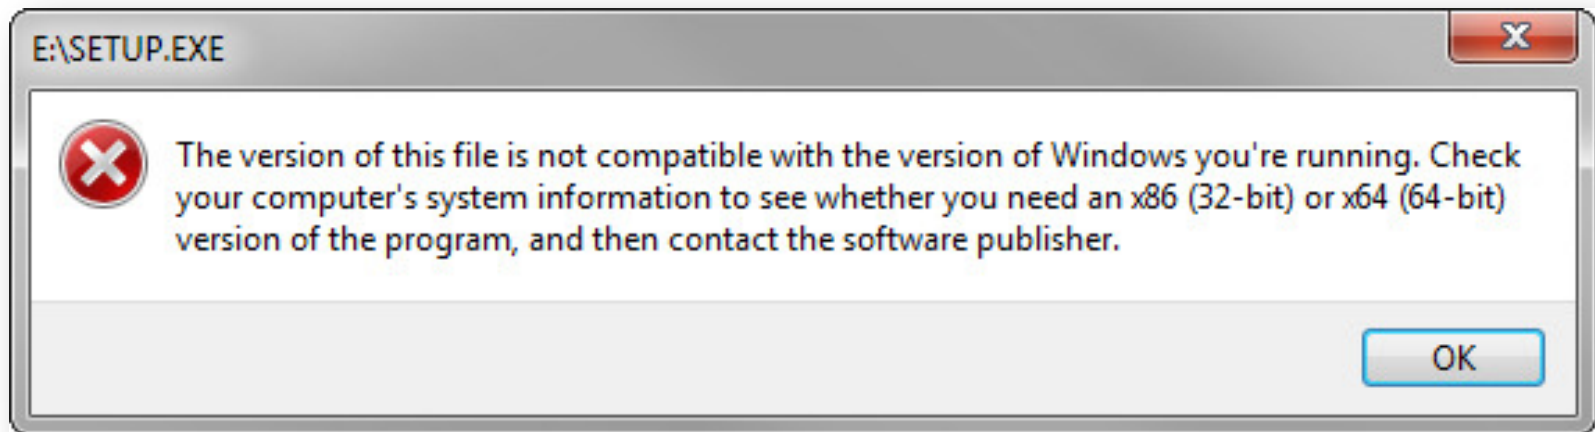 E:\SETUP.EXE
The version of this file is not compatible with the version of Windows you're running. Check
your computer's system information to see whether you need an x86 (32-bit) or x64 (64-bit)
version of the program, and then contact the software publisher.
OK